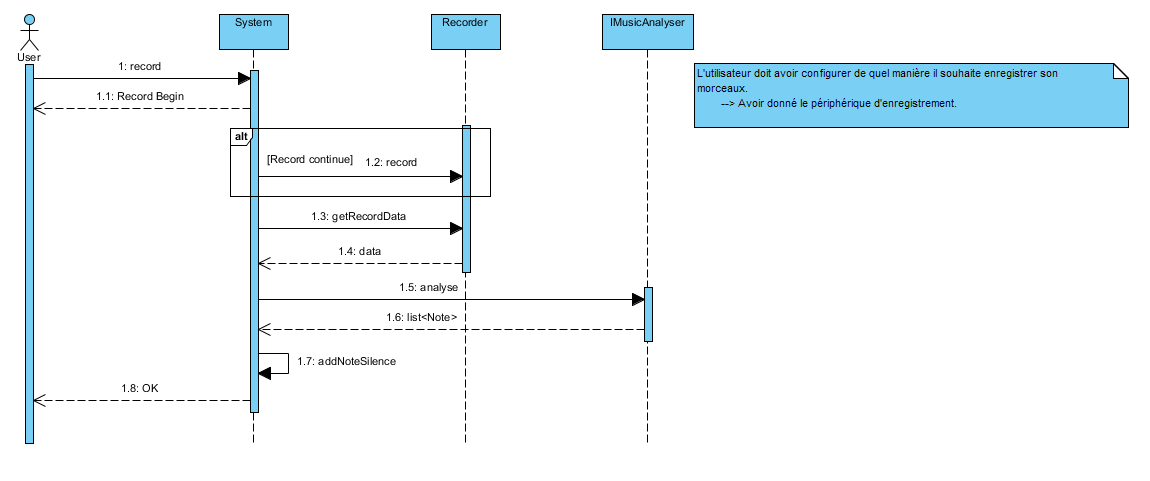 System
Recorder
IMusicAnalyser
User
L'utilisateur doit avoir configurer de quel manière il souhaite enregistrer son
morceaux.
--> Avoir donné le périphérique d'enregistrement.
1: record
1.1: Record Begin
alt
[Record continue]
1.2: record
1.3: getRecordData
1.4: data
1.5: analyse
1.6: list<Note>
1.7: addNoteSilence
1.8: OK